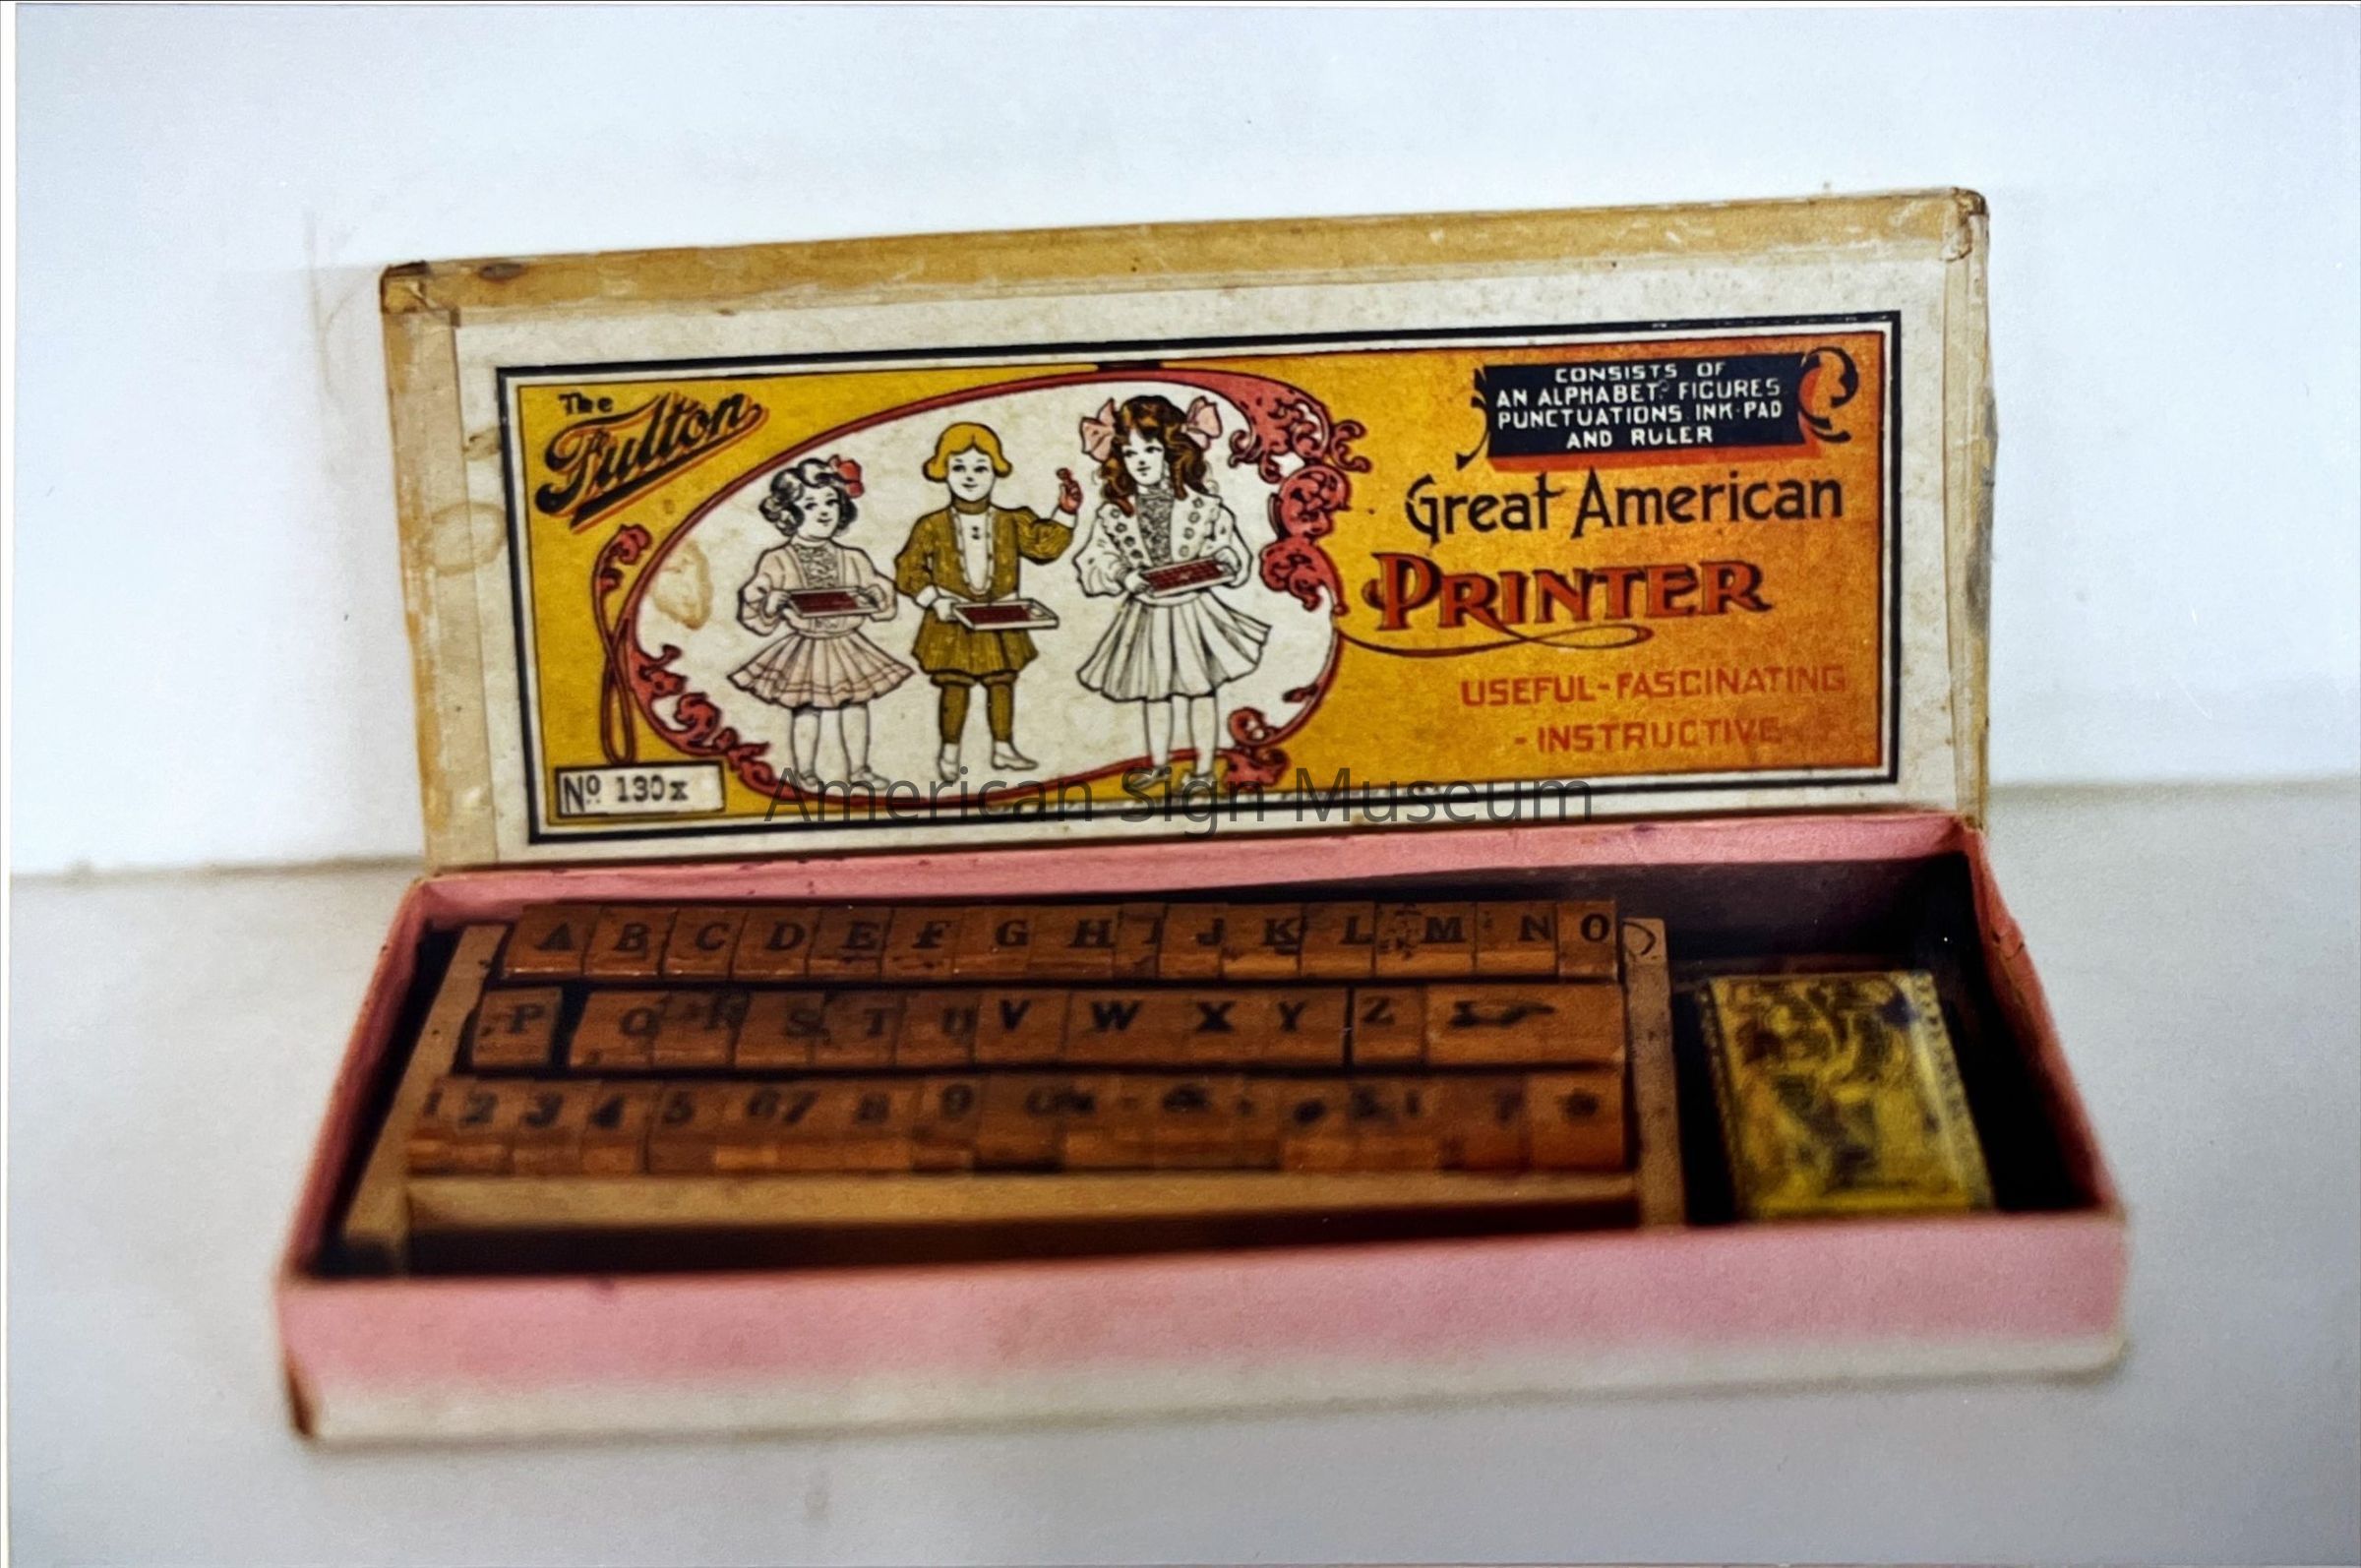 The
Fulton
CONSISTS OF
AN ALPHABET FIGURES
PUNCTUATIONS INK-PAD
AND RULER
Great American
PRINTER
USEFUL-FASCINATING
-INSTRUCTIVE-
No. 130x
American Sign Museum
A B C D E F G H I J K L M N O
P Q R S T U V W X Y Z
1 2 3 4 5 6 7 8 9